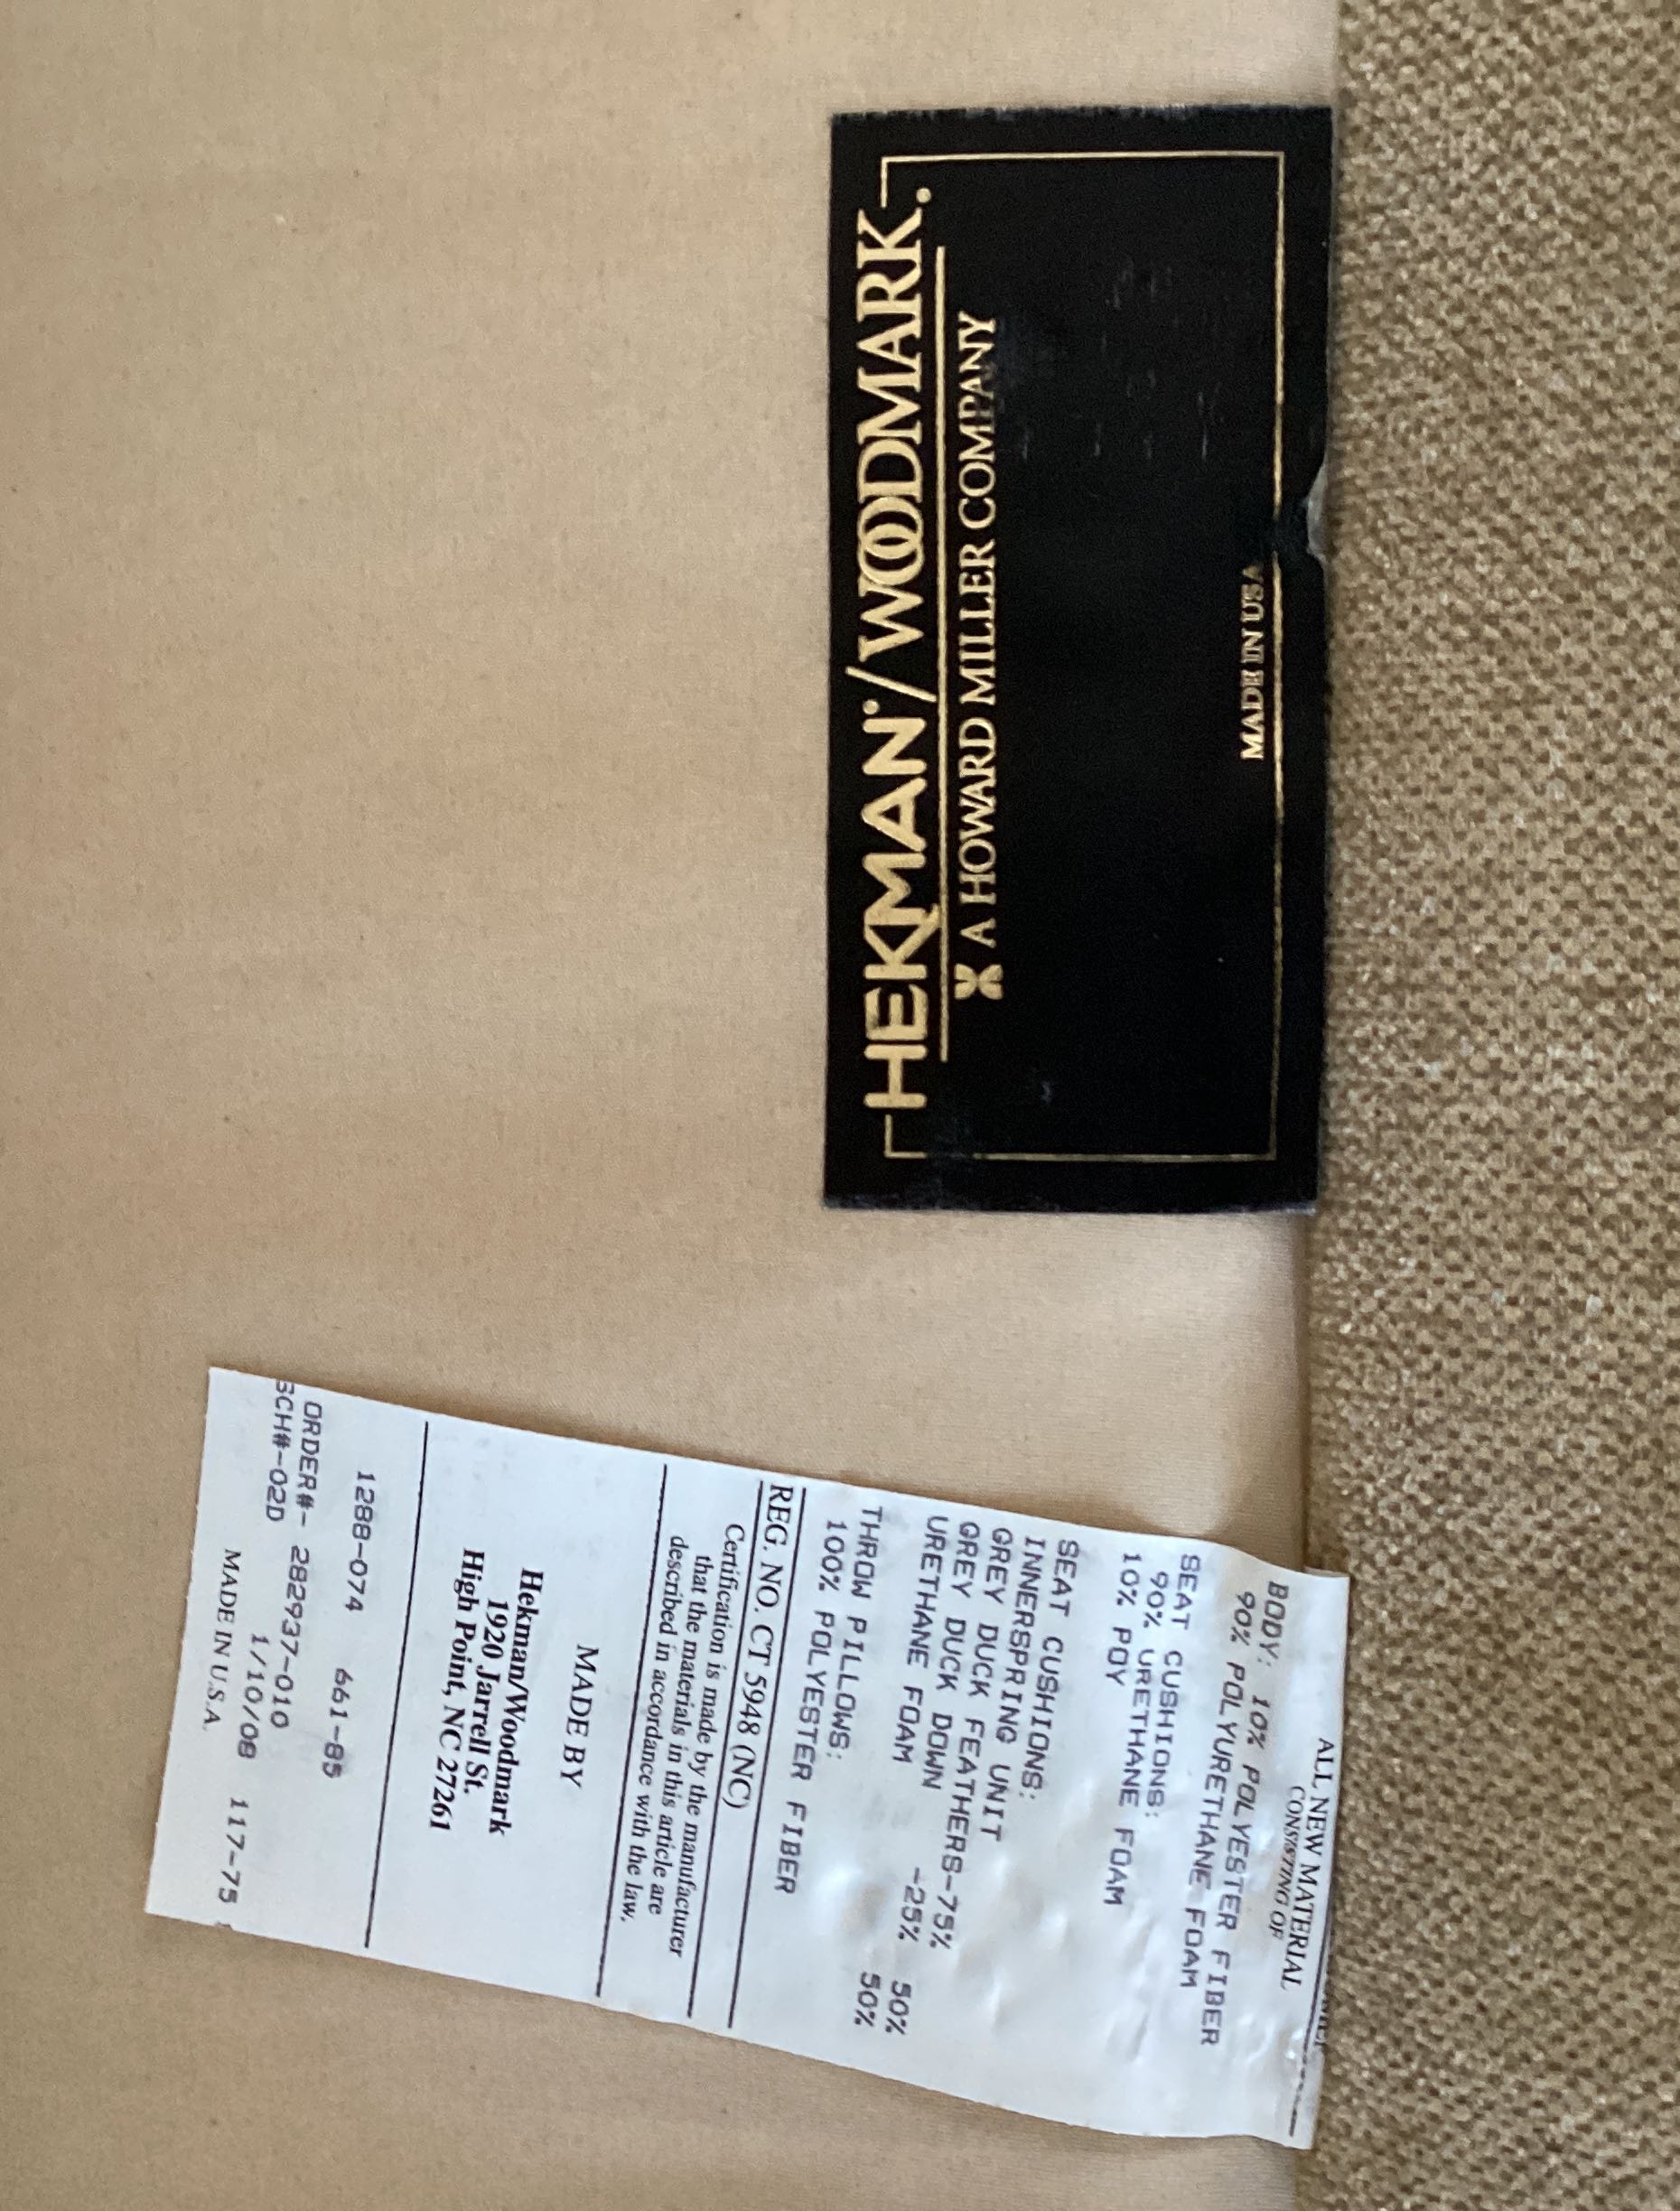 HEKMAN®/WOODMARK.
A HOWARD MILLER COMPANY
MADE IN USA
ALL NEW MATERIAL
CONSISTING OF
BODY: 10% POLYESTER FIBER
90% POLYURETHANE FOAM
SEAT CUSHIONS:
90% URETHANE FOAM
10% POY
SEAT CUSHIONS:
INNERSPRING UNIT
GREY DUCK FEATHERS-75%
GREY DUCK DOWN -25% 50%
URETHANE FOAM 50%
THROW PILLOWS:
100% POLYESTER FIBER
REG. NO. CT 5948 (NC)
Certification is made by the manufacturer
that the materials in this article are
described in accordance with the law.
MADE BY
Hekman/Woodmark
1920 Jarrell St.
High Point, NC 27261
1288-074 661-85
ORDER#- 282937-010
SCH#-02D 1/10/08 117-75
MADE IN U.S.A.